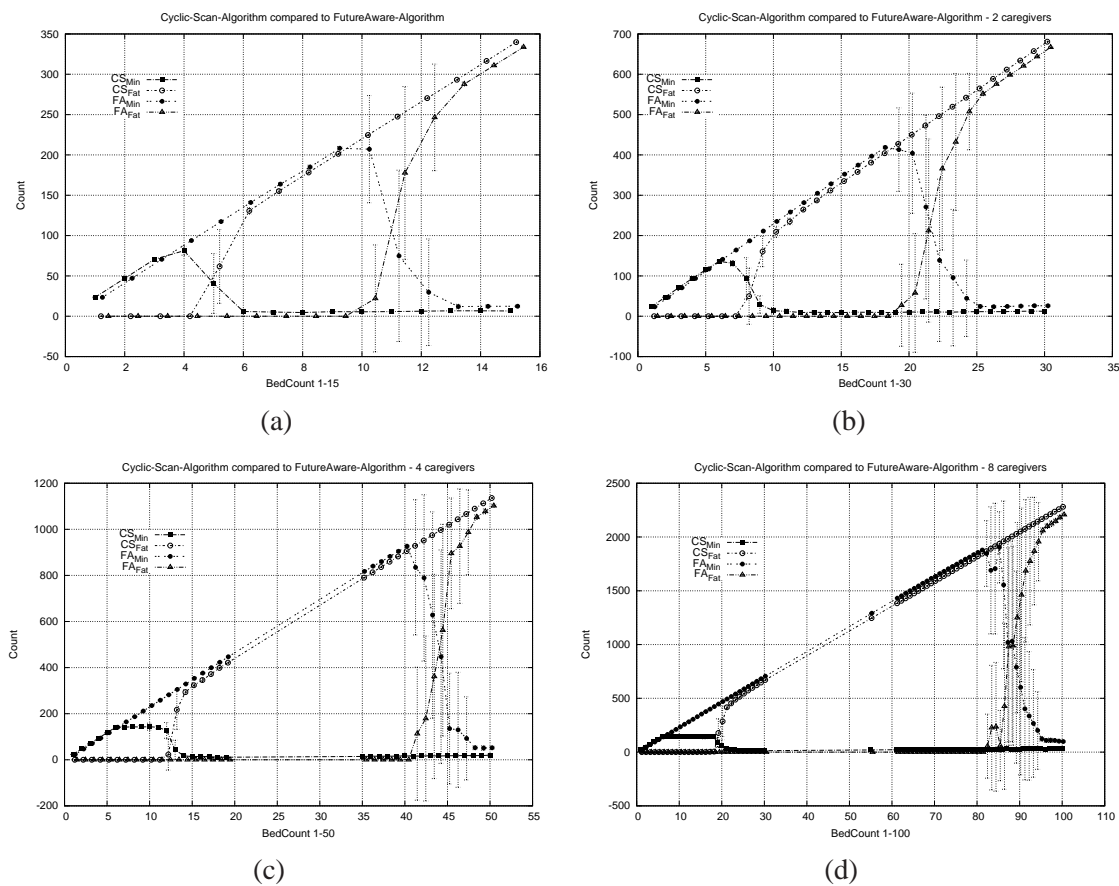 Cyclic-Scan-Algorithm compared to FutureAware-Algorithm
350
300
250
200
150
100
50
0
-50
Count
CS_Min
CS_Fat
FA_Min
FA_Fat
0 2 4 6 8 10 12 14 16
BedCount 1-15
(a)
Cyclic-Scan-Algorithm compared to FutureAware-Algorithm - 2 caregivers
700
600
500
400
300
200
100
0
-100
Count
CS_Min
CS_Fat
FA_Min
FA_Fat
0 5 10 15 20 25 30 35
BedCount 1-30
(b)
Cyclic-Scan-Algorithm compared to FutureAware-Algorithm - 4 caregivers
1200
1000
800
600
400
200
0
-200
Count
CS_Min
CS_Fat
FA_Min
FA_Fat
0 5 10 15 20 25 30 35 40 45 50 55
BedCount 1-50
(c)
Cyclic-Scan-Algorithm compared to FutureAware-Algorithm - 8 caregivers
2500
2000
1500
1000
500
0
-500
Count
CS_Min
CS_Fat
FA_Min
FA_Fat
0 10 20 30 40 50 60 70 80 90 100 110
BedCount 1-100
(d)